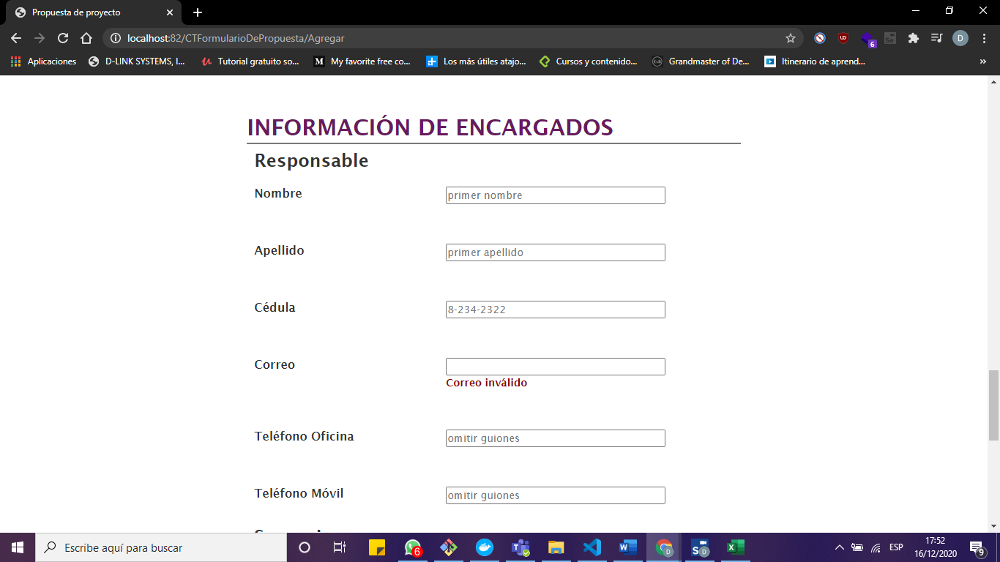 Propuesta de proyecto
localhost:82/CTFormularioDePropuesta/Agregar
6
D
Aplicaciones
D-LINK SYSTEMS, I...
Tutorial gratuito so...
My favorite free co...
Los más útiles atajo...
Cursos y contenido...
Grandmaster of De...
Itinerario de aprend...
»
INFORMACIÓN DE ENCARGADOS
Responsable
Nombre
primer nombre
Apellido
primer apellido
Cédula
8-234-2322
Correo
Correo inválido
Teléfono Oficina
omitir guiones
Teléfono Móvil
omitir guiones
Escribe aquí para buscar
6
ESP
17:52
16/12/2020
9